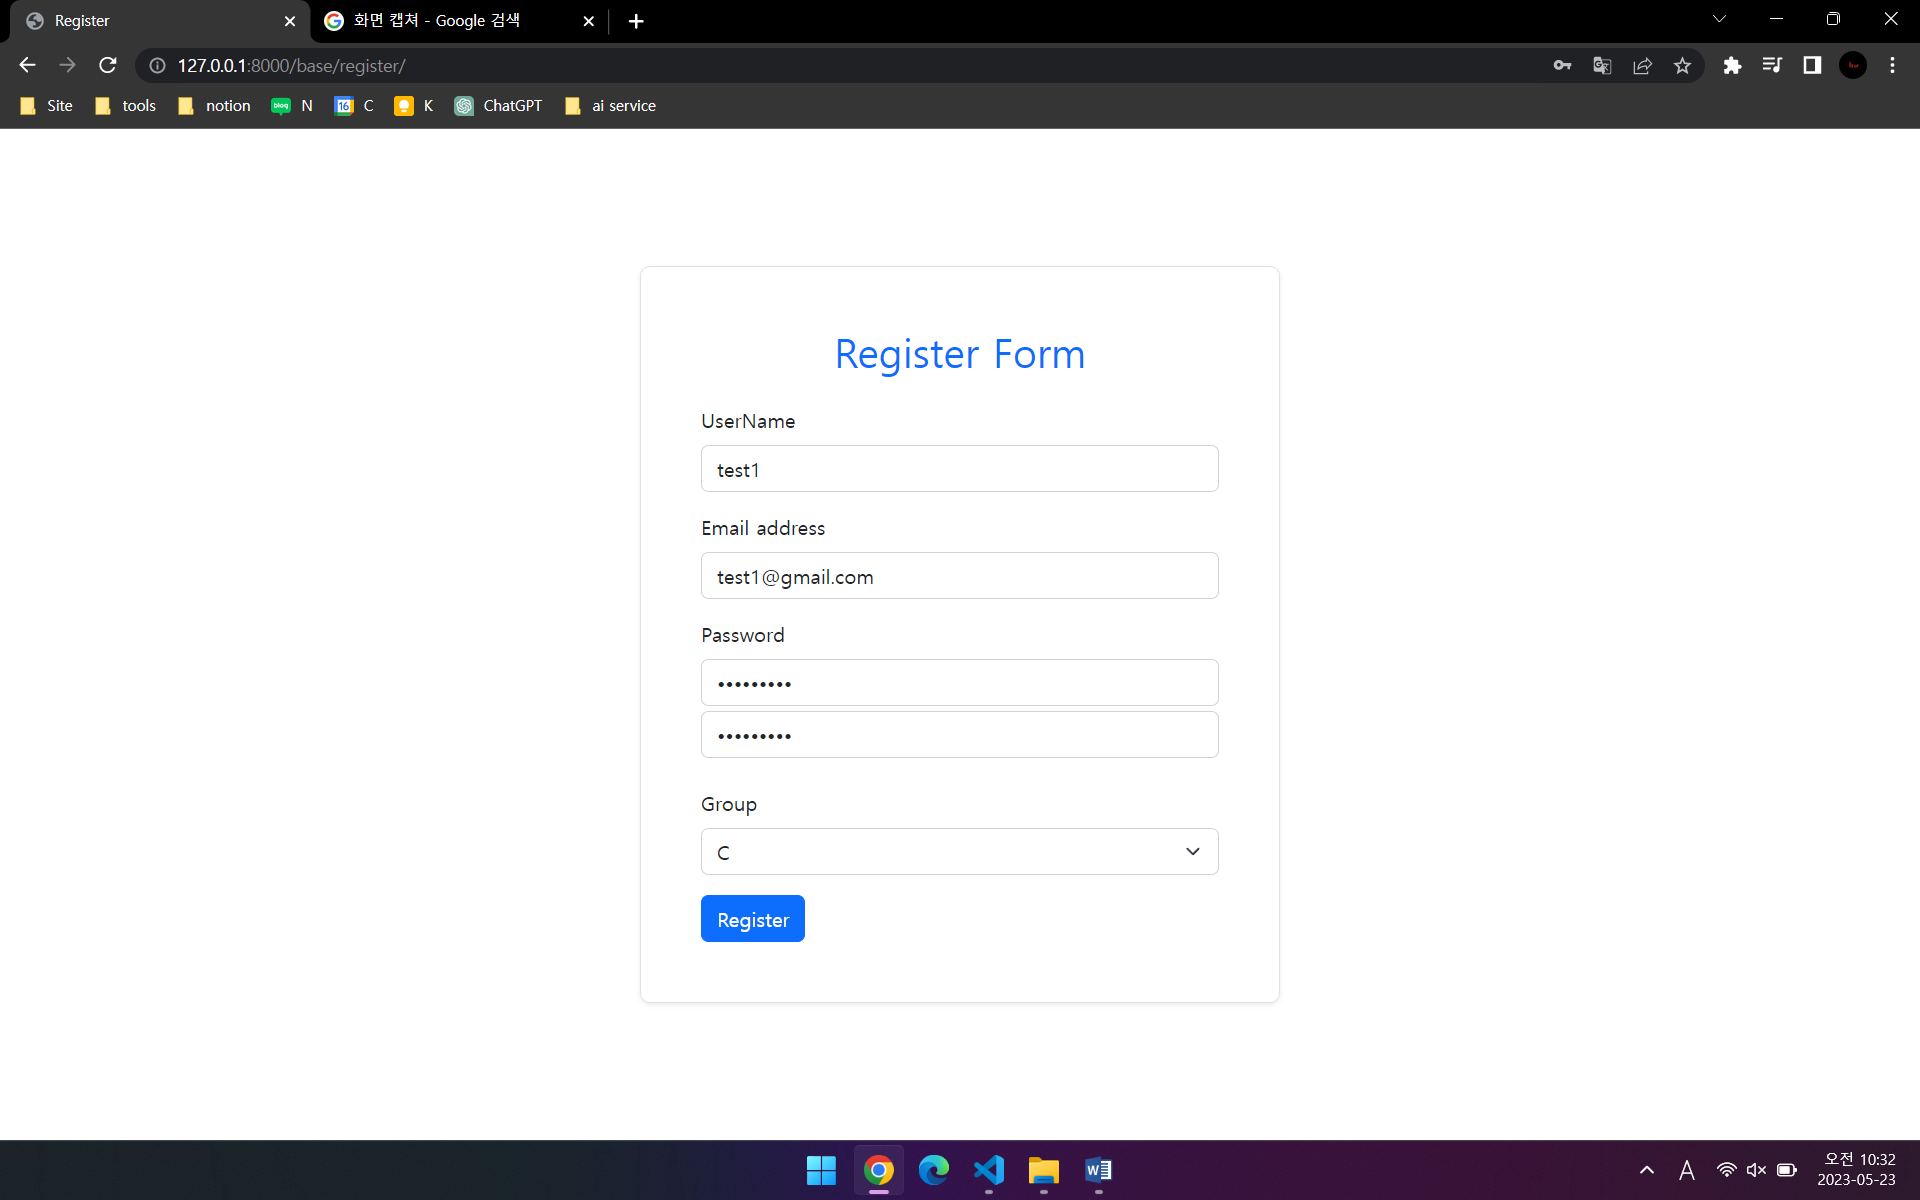 Register
화면 캡쳐 - Google 검색
127.0.0.1:8000/base/register/
Site tools notion blog N 16 C K ChatGPT ai service
Register Form
UserName
test1
Email address
test1@gmail.com
Password
•••••••••
•••••••••
Group
C
Register
A
오전 10:32
2023-05-23